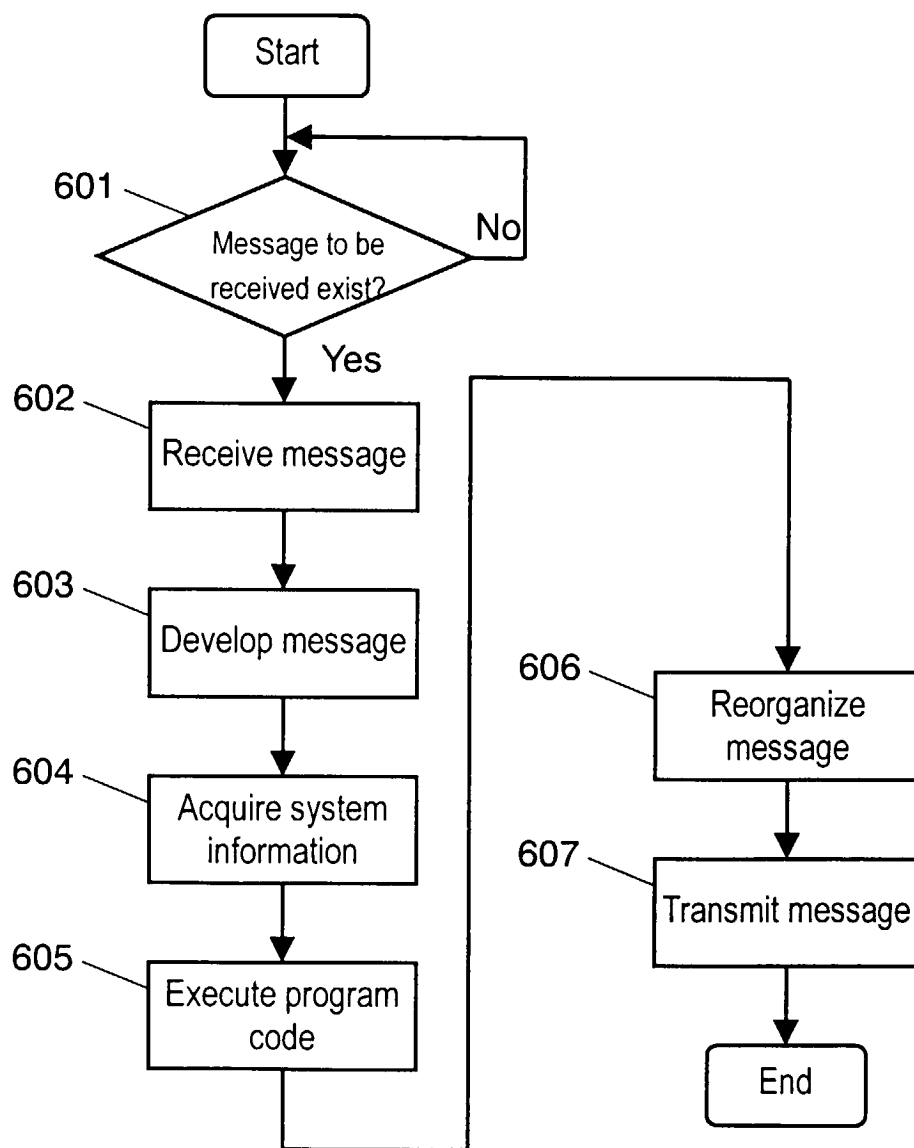 Start
601
Message to be
received exist?
No
Yes
602
Receive message
603
Develop message
604
Acquire system
information
605
Execute program
code
606
Reorganize
message
607
Transmit message
End